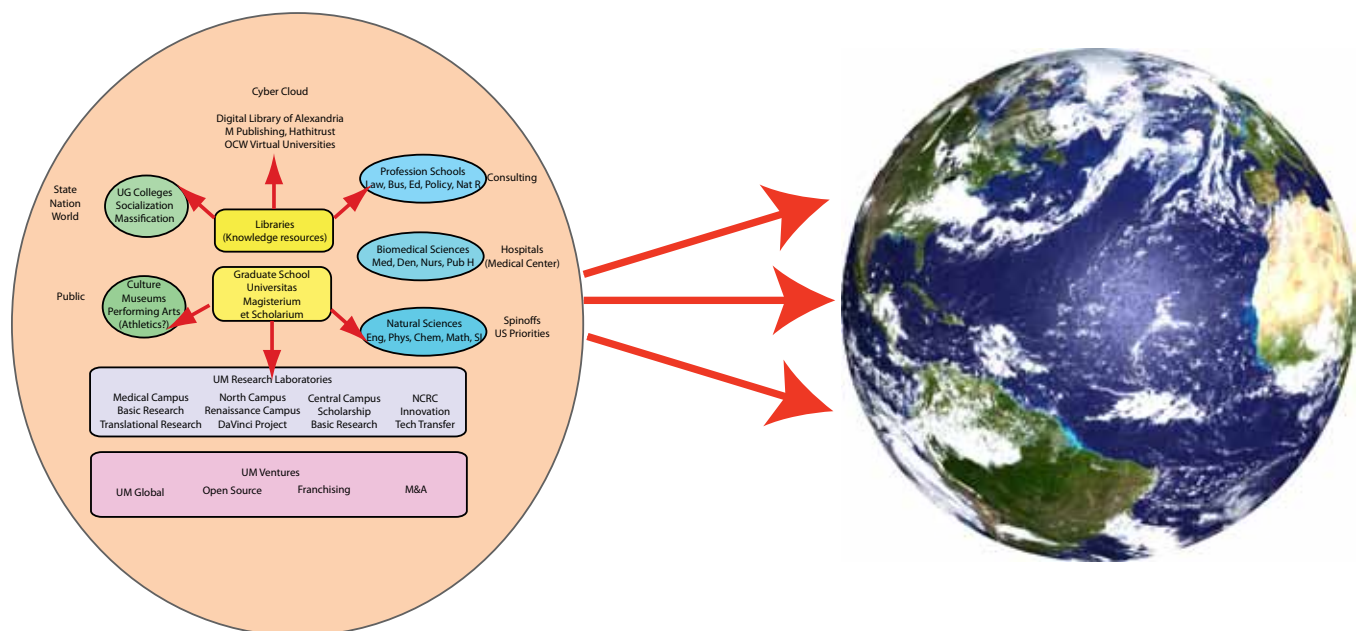 Cyber Cloud
Digital Library of Alexandria
M Publishing, Hathitrust
OCW Virtual Universities
State
Nation
World
UG Colleges
Socialization
Massification
Profession Schools
Law, Bus, Ed, Policy, Nat R
Consulting
Libraries
(Knowledge resources)
Biomedical Sciences
Med, Den, Nurs, Pub H
Hospitals
(Medical Center)
Public
Culture
Museums
Performing Arts
(Athletics?)
Graduate School
Universitas
Magisterium
et Scholarium
Natural Sciences
Eng, Phys, Chem, Math, SI
Spinoffs
US Priorities
UM Research Laboratories
Medical Campus
Basic Research
Translational Research
North Campus
Renaissance Campus
DaVinci Project
Central Campus
Scholarship
Basic Research
NCRC
Innovation
Tech Transfer
UM Ventures
UM Global
Open Source
Franchising
M&A